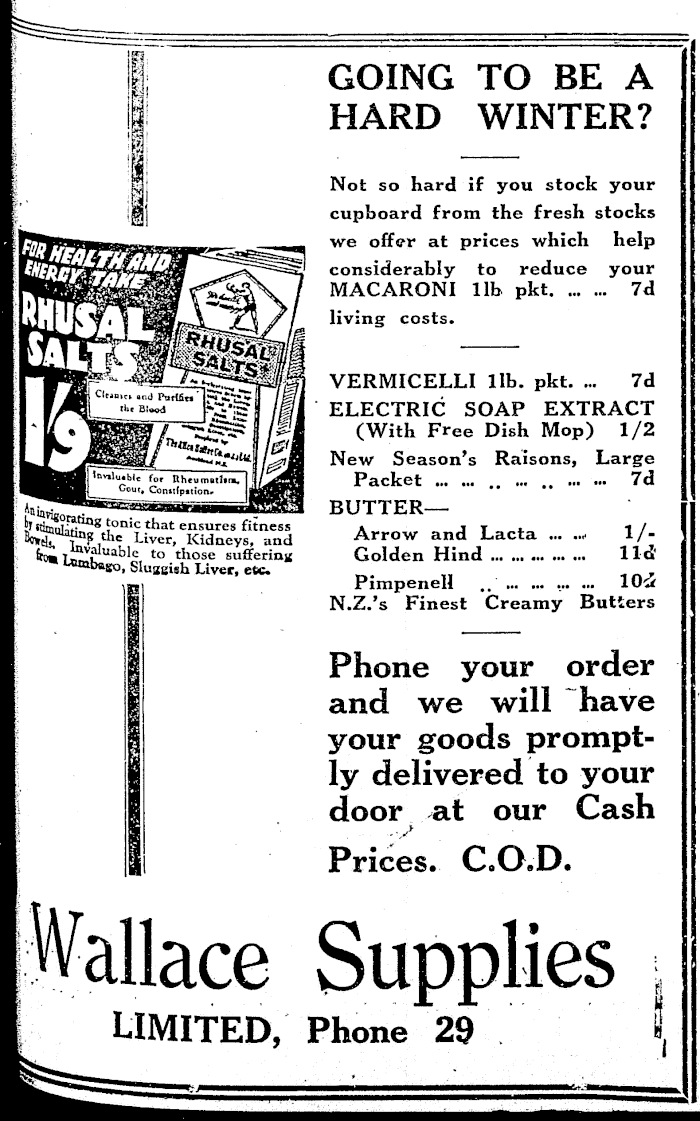 FOR HEALTH AND
ENERGY TAKE
RHUSAL
SALTS
1/9
RHUSAL
SALTS
Cleanses and Purifies
the Blood
Invaluable for Rheumatism,
Gout, Constipation.
An invigorating tonic that ensures fitness
by stimulating the Liver, Kidneys, and
Bowels. Invaluable to those suffering
from Lumbago, Sluggish Liver, etc.
GOING TO BE A
HARD WINTER?
Not so hard if you stock your
cupboard from the fresh stocks
we offer at prices which help
considerably to reduce your
MACARONI 1lb pkt. ... ... 7d
living costs.
VERMICELLI 1lb. pkt. ... 7d
ELECTRIC SOAP EXTRACT
(With Free Dish Mop) 1/2
New Season's Raisons, Large
Packet ... ... .. ... .. ... ... 7d
BUTTER—
Arrow and Lacta ... ... 1/-
Golden Hind ... ... ... ... 11d
Pimpenell .. ... ... ... ... 10d
N.Z.'s Finest Creamy Butters
Phone your order
and we will have
your goods prompt-
ly delivered to your
door at our Cash
Prices. C.O.D.
Wallace Supplies
LIMITED, Phone 29